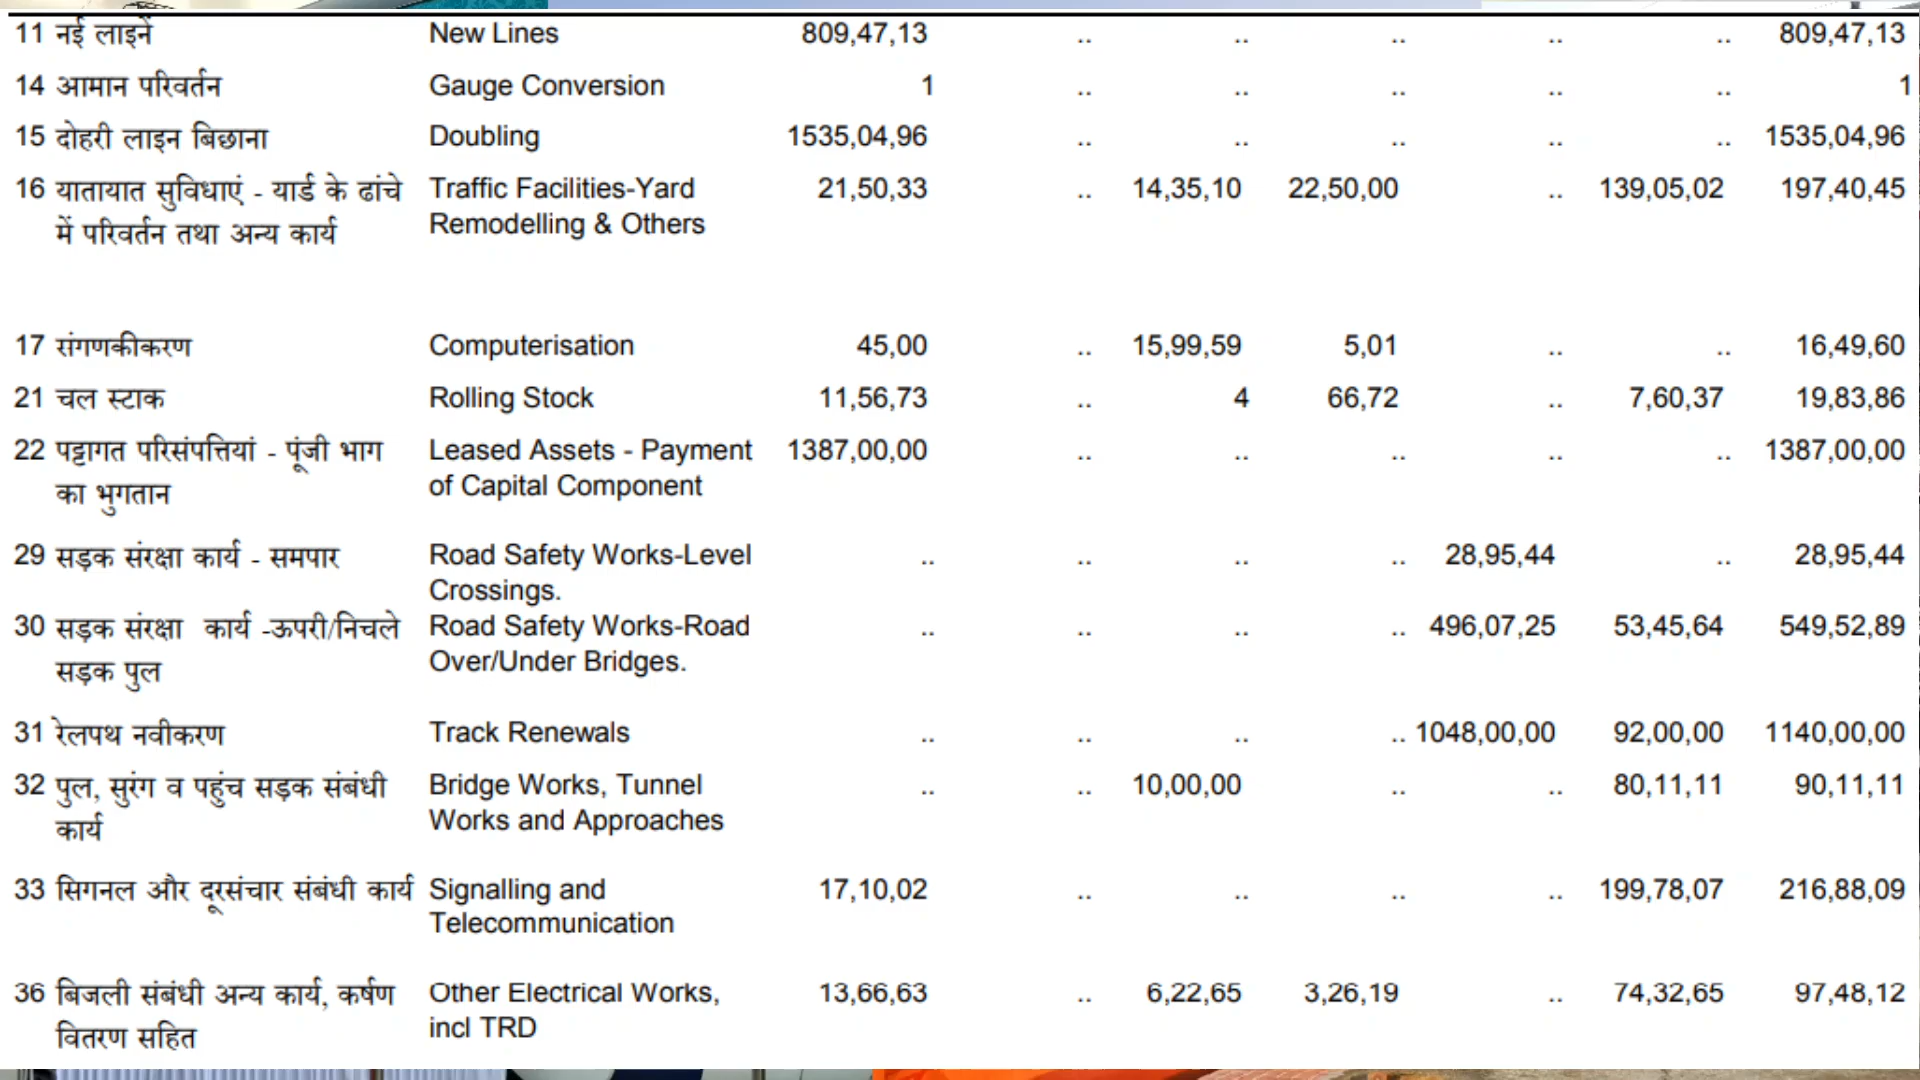 11 नई लाइनें New Lines 809,47,13 .. .. .. .. .. 809,47,13
14 आमान परिवर्तन Gauge Conversion 1 .. .. .. .. .. 1
15 दोहरी लाइन बिछाना Doubling 1535,04,96 .. .. .. .. .. 1535,04,96
16 यातायात सुविधाएं - यार्ड के ढांचे Traffic Facilities-Yard 21,50,33 .. 14,35,10 22,50,00 .. 139,05,02 197,40,45
में परिवर्तन तथा अन्य कार्य Remodelling & Others
17 संगणकीकरण Computerisation 45,00 .. 15,99,59 5,01 .. .. 16,49,60
21 चल स्टाक Rolling Stock 11,56,73 .. 4 66,72 .. 7,60,37 19,83,86
22 पट्टागत परिसंपत्तियां - पूंजी भाग Leased Assets - Payment 1387,00,00 .. .. .. .. .. 1387,00,00
का भुगतान of Capital Component
29 सड़क संरक्षा कार्य - समपार Road Safety Works-Level .. .. .. .. 28,95,44 .. 28,95,44
Crossings.
30 सड़क संरक्षा कार्य -ऊपरी/निचले Road Safety Works-Road .. .. .. .. 496,07,25 53,45,64 549,52,89
सड़क पुल Over/Under Bridges.
31 रेलपथ नवीकरण Track Renewals .. .. .. .. 1048,00,00 92,00,00 1140,00,00
32 पुल, सुरंग व पहुंच सड़क संबंधी Bridge Works, Tunnel .. .. 10,00,00 .. .. 80,11,11 90,11,11
कार्य Works and Approaches
33 सिगनल और दूरसंचार संबंधी कार्य Signalling and 17,10,02 .. .. .. .. 199,78,07 216,88,09
Telecommunication
36 बिजली संबंधी अन्य कार्य, कर्षण Other Electrical Works, 13,66,63 .. 6,22,65 3,26,19 .. 74,32,65 97,48,12
वितरण सहित incl TRD